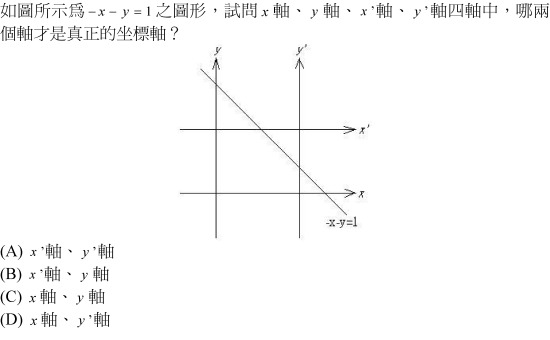 如圖所示為 −x − y = 1 之圖形，試問 x 軸、 y 軸、 x '軸、 y '軸四軸中，哪兩
個軸才是真正的坐標軸？
y y'
x'
x
-x-y=1
(A) x '軸、 y '軸
(B) x '軸、 y 軸
(C) x 軸、 y 軸
(D) x 軸、 y '軸